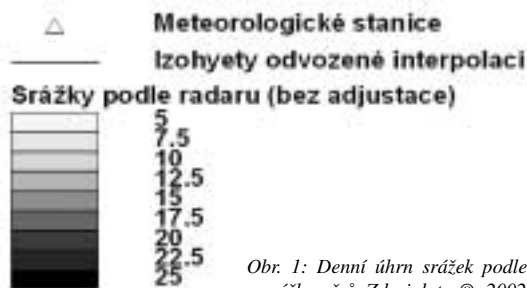 Meteorologické stanice
Izohyety odvozené interpolací
Srážky podle radaru (bez adjustace)
5
7.5
10
12.5
15
17.5
20
22.5
25
Obr. 1: Denní úhrn srážek podle